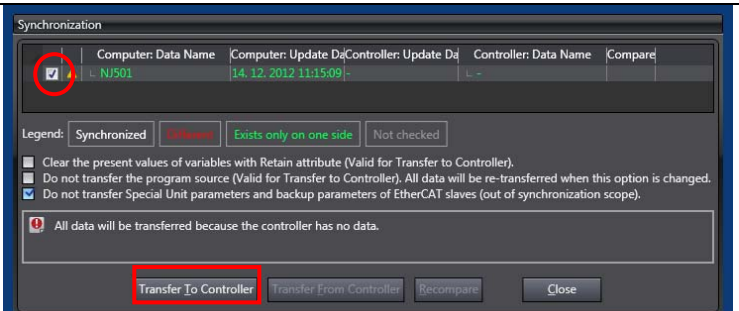 Synchronization
Computer: Data Name Computer: Update Da Controller: Update Da Controller: Data Name Compare
NJ501 14. 12. 2012 11:15:09 - -
Legend: Synchronized Different Exists only on one side Not checked
Clear the present values of variables with Retain attribute (Valid for Transfer to Controller).
Do not transfer the program source (Valid for Transfer to Controller). All data will be re-transferred when this option is changed.
Do not transfer Special Unit parameters and backup parameters of EtherCAT slaves (out of synchronization scope).
All data will be transferred because the controller has no data.
Transfer To Controller Transfer From Controller Recompare Close